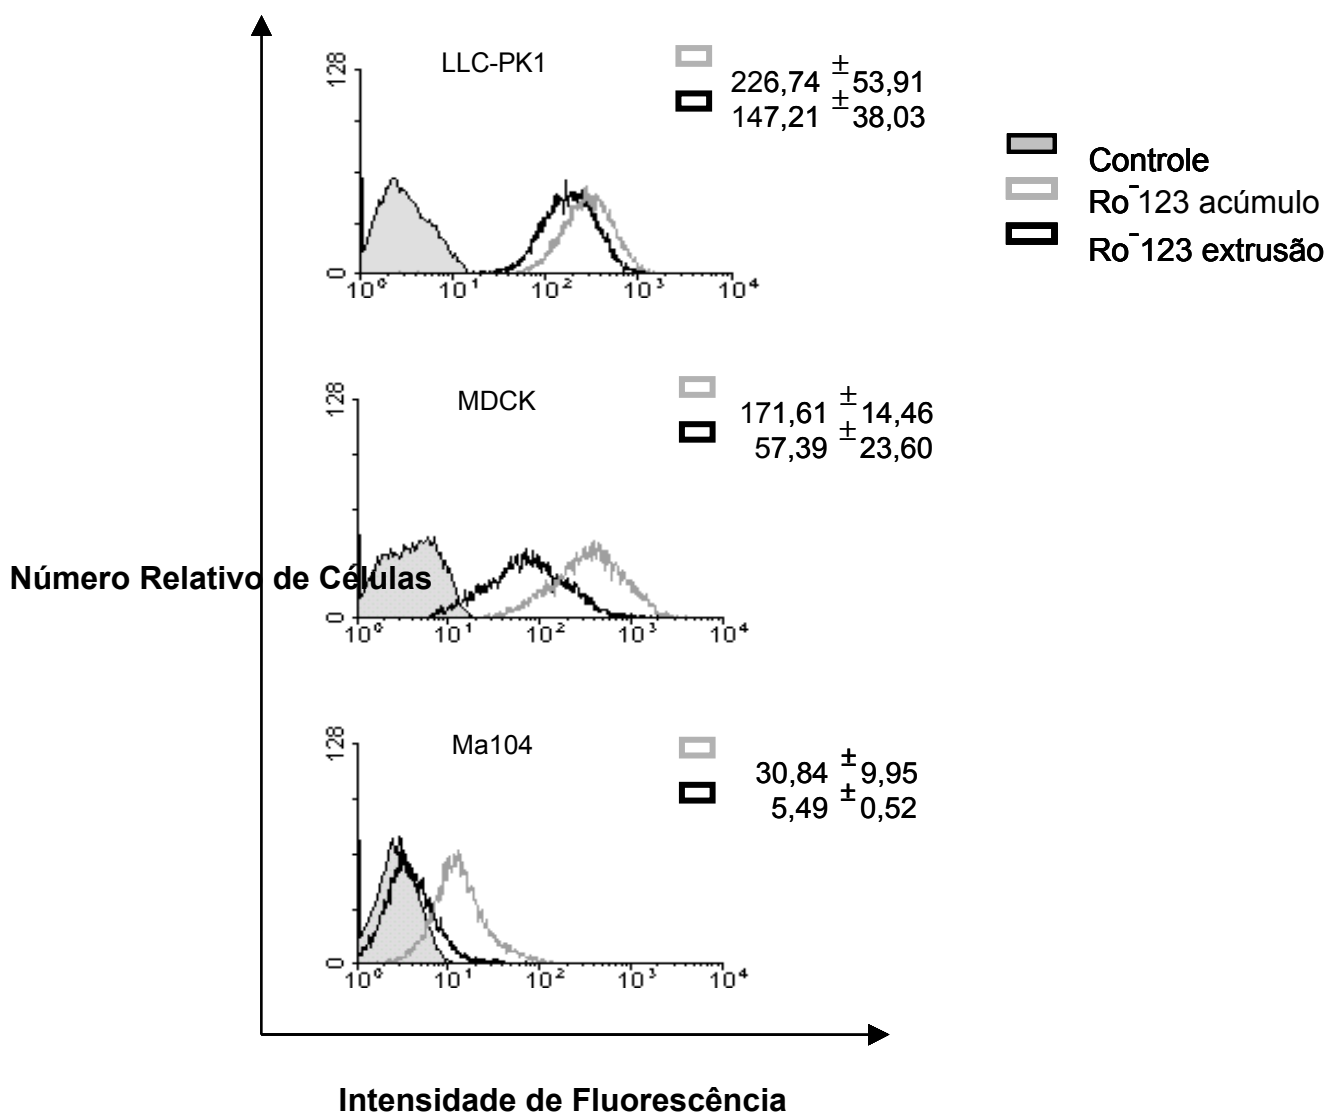 LLC-PK1
226,74 ± 53,91
147,21 ± 38,03
128
0
10⁰ 10¹ 10² 10³ 10⁴
Controle
Ro¯123 acúmulo
Ro¯123 extrusão
MDCK
171,61 ± 14,46
57,39 ± 23,60
128
0
10⁰ 10¹ 10² 10³ 10⁴
Número Relativo de Células
Ma104
30,84 ± 9,95
5,49 ± 0,52
128
0
10⁰ 10¹ 10² 10³ 10⁴
Intensidade de Fluorescência